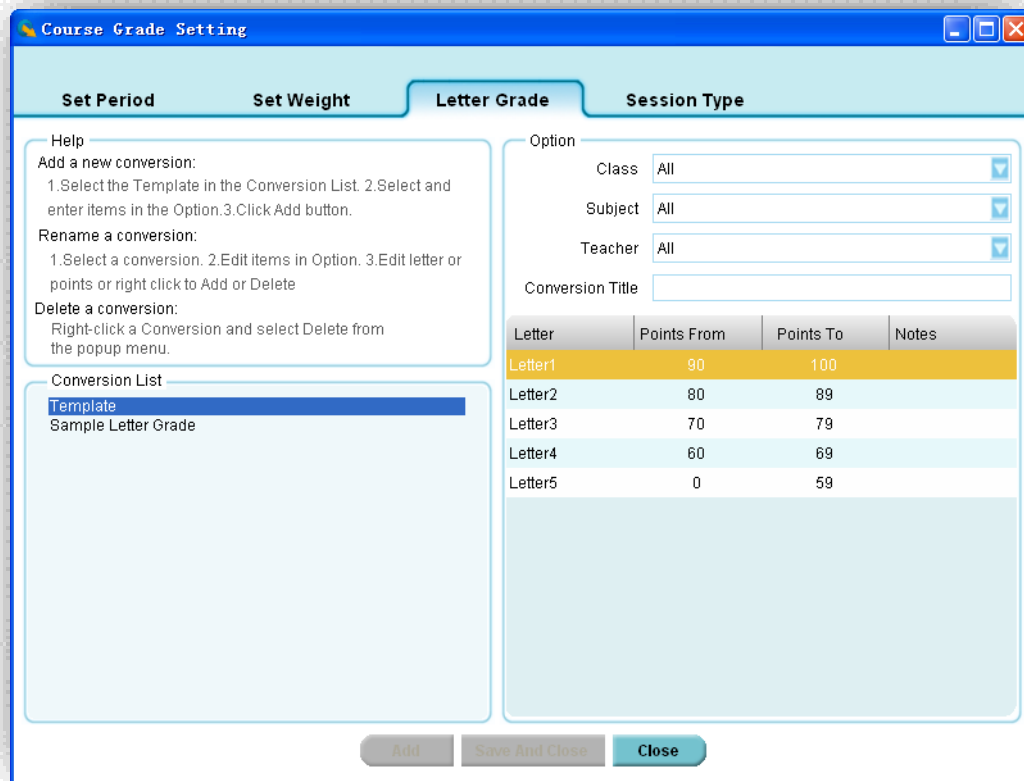 Course Grade Setting
Set Period Set Weight Letter Grade Session Type
Help
Add a new conversion:
1.Select the Template in the Conversion List. 2.Select and
enter items in the Option.3.Click Add button.
Rename a conversion:
1.Select a conversion. 2.Edit items in Option. 3.Edit letter or
points or right click to Add or Delete
Delete a conversion:
Right-click a Conversion and select Delete from
the popup menu.
Conversion List
Template
Sample Letter Grade
Option
Class All
Subject All
Teacher All
Conversion Title
Letter Points From Points To Notes
Letter1 90 100
Letter2 80 89
Letter3 70 79
Letter4 60 69
Letter5 0 59
Add Save And Close Close